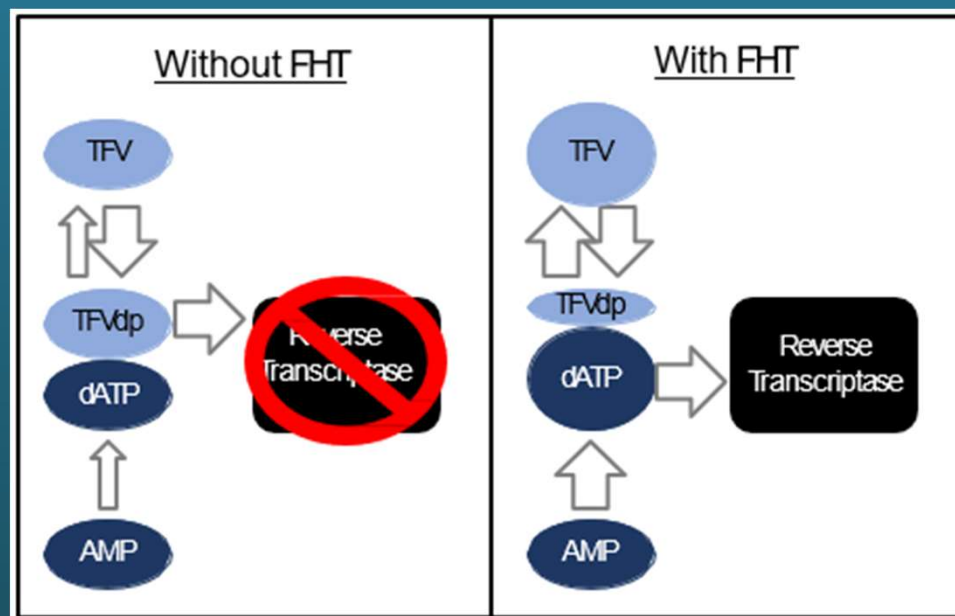 Without FHT
TFV
TFVdp
dATP
AMP
Reverse
Transcriptase
With FHT
TFV
TFVdp
dATP
AMP
Reverse
Transcriptase